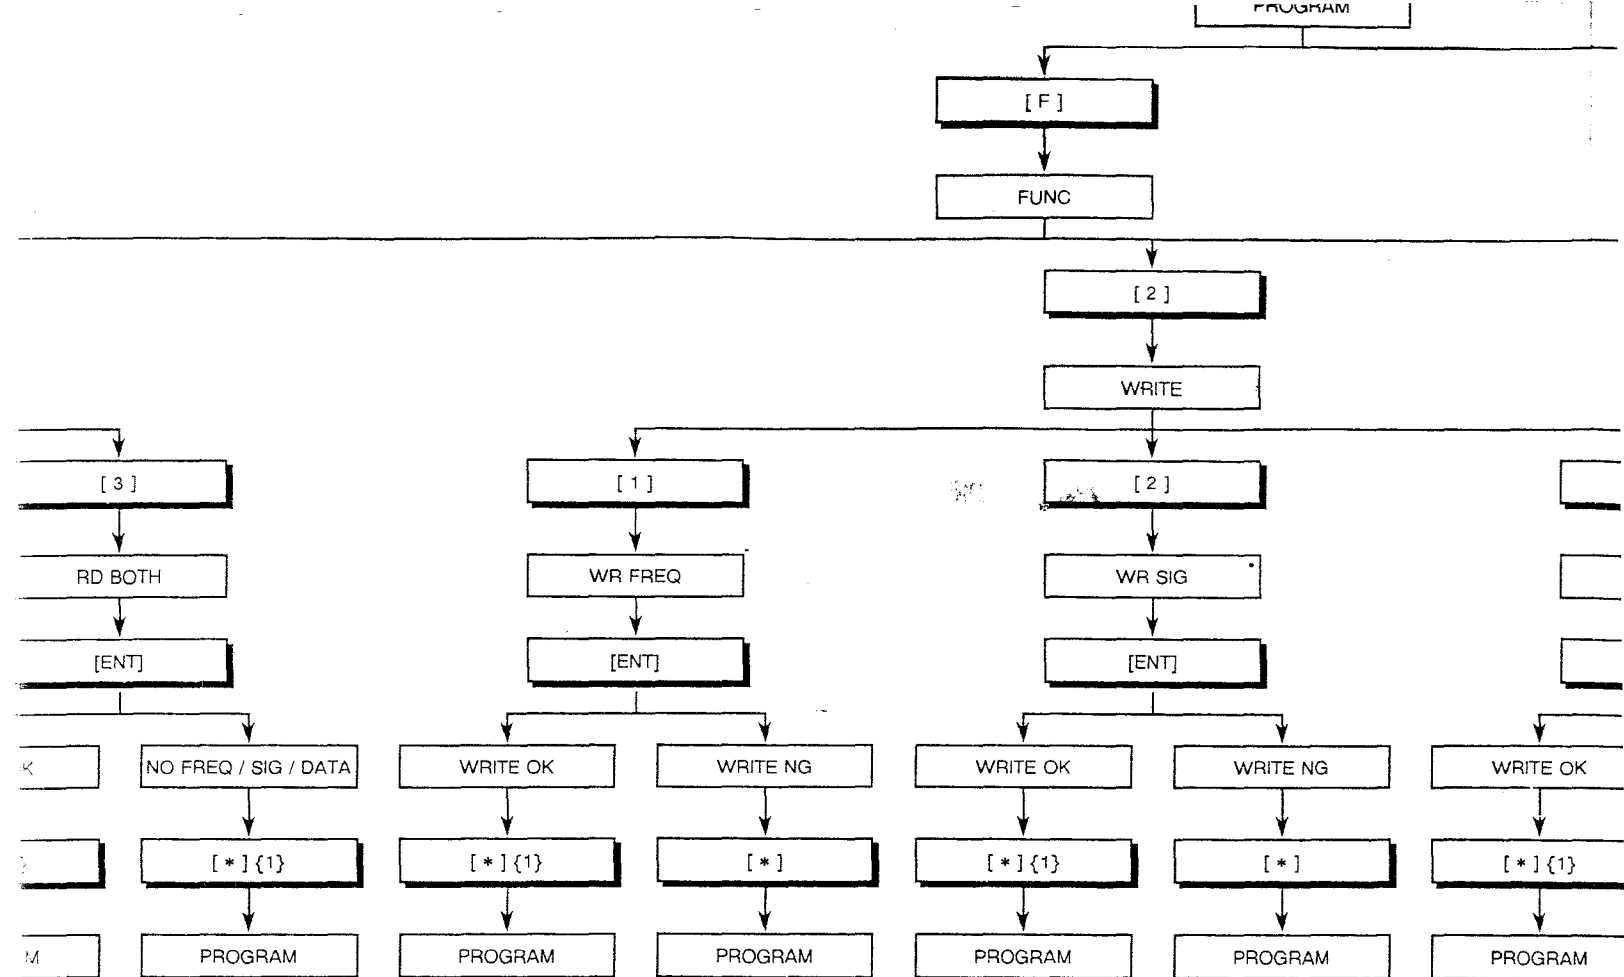 PROGRAM
[ F ]
FUNC
[ 2 ]
WRITE
[ 3 ] [ 1 ] [ 2 ]
RD BOTH WR FREQ WR SIG
[ENT] [ENT] [ENT]
K NO FREQ / SIG / DATA WRITE OK WRITE NG WRITE OK WRITE NG WRITE OK
[ * ] {1} [ * ] {1} [ * ] [ * ] {1} [ * ] [ * ] {1}
M PROGRAM PROGRAM PROGRAM PROGRAM PROGRAM PROGRAM